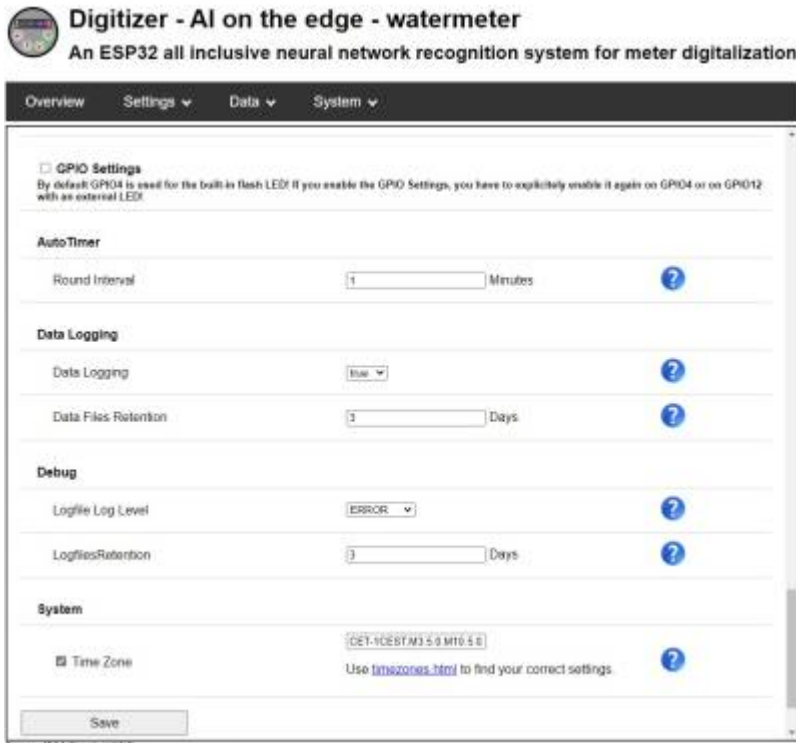 Digitizer - AI on the edge - watermeter
An ESP32 all inclusive neural network recognition system for meter digitalization
Overview Settings Data System
GPIO Settings
By default GPIO4 is used for the built-in flash LED! If you enable the GPIO Settings, you have to explicitely enable it again on GPIO4 or on GPIO12
with an external LED!
AutoTimer
Round Interval 1 Minutes
Data Logging
Data Logging true
Data Files Retention 3 Days
Debug
Logfile Log Level ERROR
LogfilesRetention 3 Days
System
CET-1CEST,M3.5.0,M10.5.0
Time Zone
Use timezones.html to find your correct settings
Save